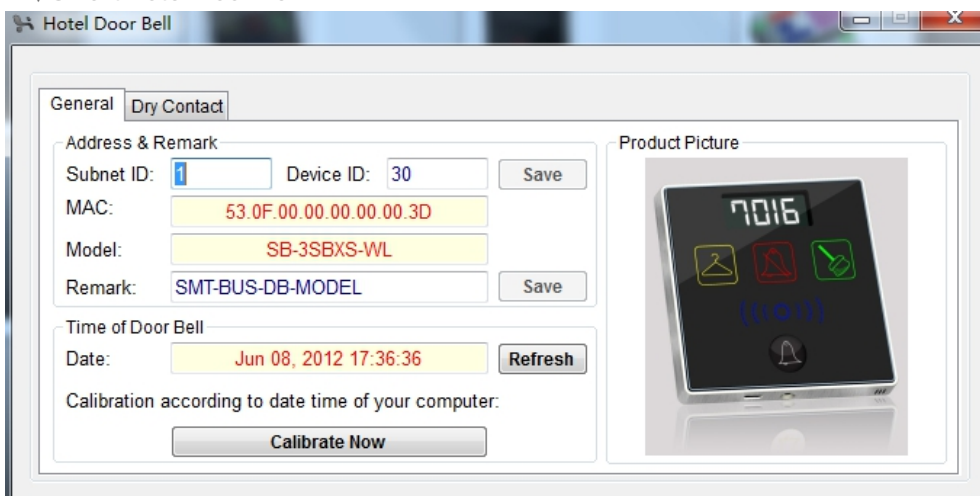 Hotel Door Bell
General
Dry Contact
Address & Remark
Subnet ID: 1 Device ID: 30 Save
MAC: 53.0F.00.00.00.00.00.3D
Model: SB-3SBXS-WL
Remark: SMT-BUS-DB-MODEL Save
Time of Door Bell
Date: Jun 08, 2012 17:36:36 Refresh
Calibration according to date time of your computer:
Calibrate Now
Product Picture
7016